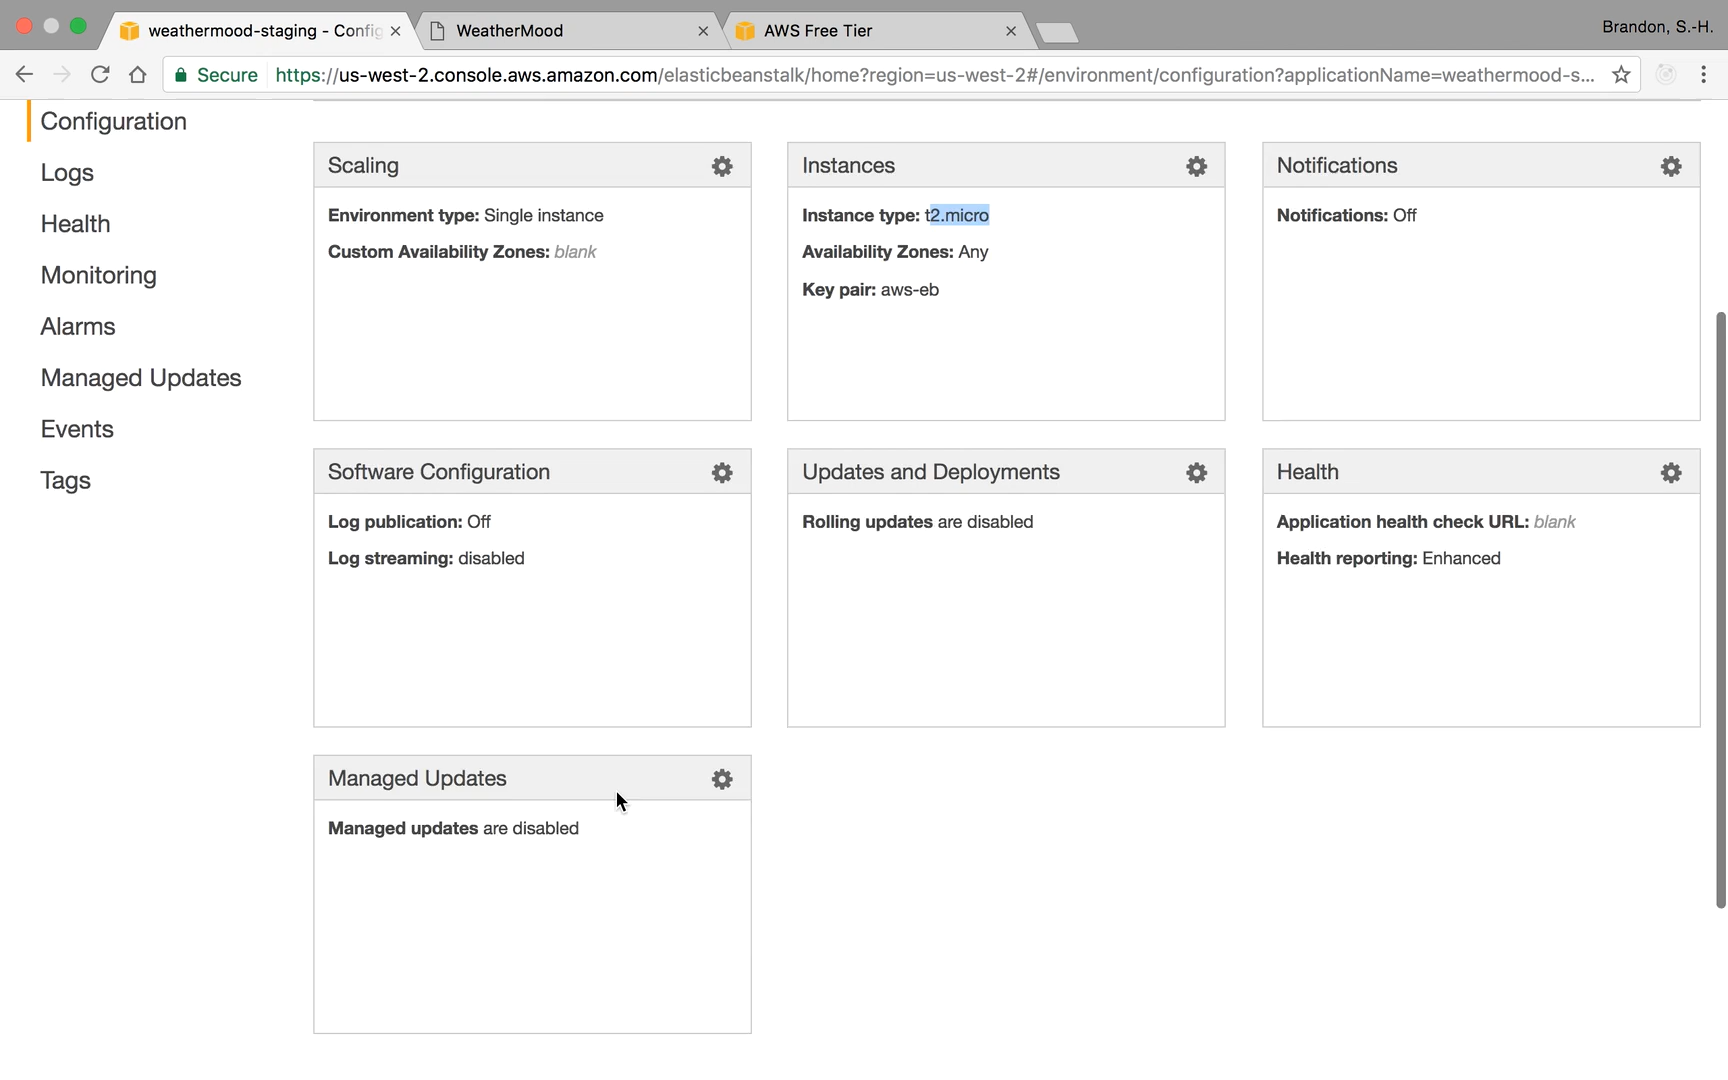 weathermood-staging - Config
WeatherMood
AWS Free Tier
Brandon, S.-H.
Secure
https://us-west-2.console.aws.amazon.com/elasticbeanstalk/home?region=us-west-2#/environment/configuration?applicationName=weathermood-s...
Configuration
Logs
Health
Monitoring
Alarms
Managed Updates
Events
Tags
Scaling
Environment type: Single instance
Custom Availability Zones: blank
Instances
Instance type: t2.micro
Availability Zones: Any
Key pair: aws-eb
Notifications
Notifications: Off
Software Configuration
Log publication: Off
Log streaming: disabled
Updates and Deployments
Rolling updates are disabled
Health
Application health check URL: blank
Health reporting: Enhanced
Managed Updates
Managed updates are disabled